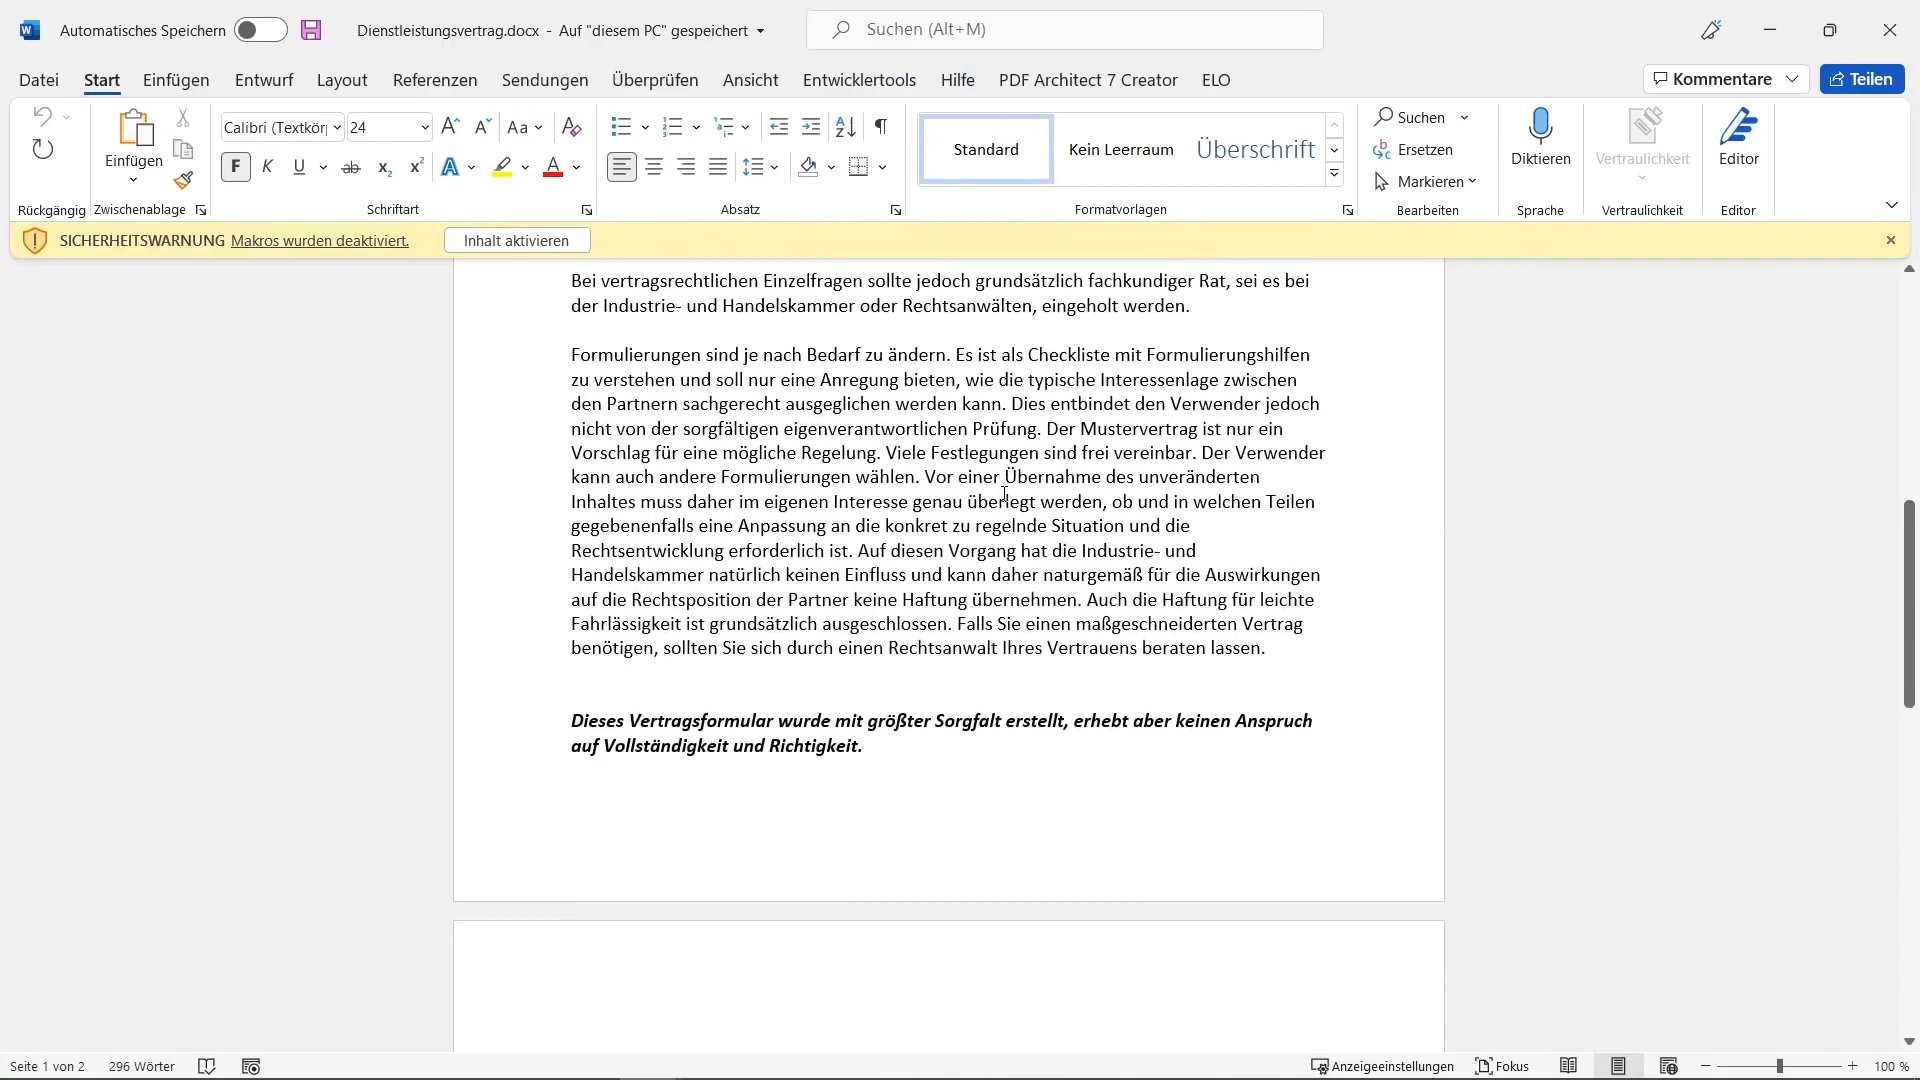 Automatisches Speichern
Dienstleistungsvertrag.docx - Auf "diesem PC" gespeichert
Suchen (Alt+M)
Datei Start Einfügen Entwurf Layout Referenzen Sendungen Überprüfen Ansicht Entwicklertools Hilfe PDF Architect 7 Creator ELO
Kommentare
Teilen
Einfügen
Calibri (Textkörp
24
Standard
Kein Leerraum
Überschrift
Suchen
Ersetzen
Markieren
Diktieren
Vertraulichkeit
Editor
Rückgängig
Zwischenablage
Schriftart
Absatz
Formatvorlagen
Bearbeiten
Sprache
Vertraulichkeit
Editor
SICHERHEITSWARNUNG Makros wurden deaktiviert.
Inhalt aktivieren
Bei vertragsrechtlichen Einzelfragen sollte jedoch grundsätzlich fachkundiger Rat, sei es bei
der Industrie- und Handelskammer oder Rechtsanwälten, eingeholt werden.
Formulierungen sind je nach Bedarf zu ändern. Es ist als Checkliste mit Formulierungshilfen
zu verstehen und soll nur eine Anregung bieten, wie die typische Interessenlage zwischen
den Partnern sachgerecht ausgeglichen werden kann. Dies entbindet den Verwender jedoch
nicht von der sorgfältigen eigenverantwortlichen Prüfung. Der Mustervertrag ist nur ein
Vorschlag für eine mögliche Regelung. Viele Festlegungen sind frei vereinbar. Der Verwender
kann auch andere Formulierungen wählen. Vor einer Übernahme des unveränderten
Inhaltes muss daher im eigenen Interesse genau überlegt werden, ob und in welchen Teilen
gegebenenfalls eine Anpassung an die konkret zu regelnde Situation und die
Rechtsentwicklung erforderlich ist. Auf diesen Vorgang hat die Industrie- und
Handelskammer natürlich keinen Einfluss und kann daher naturgemäß für die Auswirkungen
auf die Rechtsposition der Partner keine Haftung übernehmen. Auch die Haftung für leichte
Fahrlässigkeit ist grundsätzlich ausgeschlossen. Falls Sie einen maßgeschneiderten Vertrag
benötigen, sollten Sie sich durch einen Rechtsanwalt Ihres Vertrauens beraten lassen.
Dieses Vertragsformular wurde mit größter Sorgfalt erstellt, erhebt aber keinen Anspruch
auf Vollständigkeit und Richtigkeit.
Seite 1 von 2
296 Wörter
Anzeigeeinstellungen
Fokus
100 %